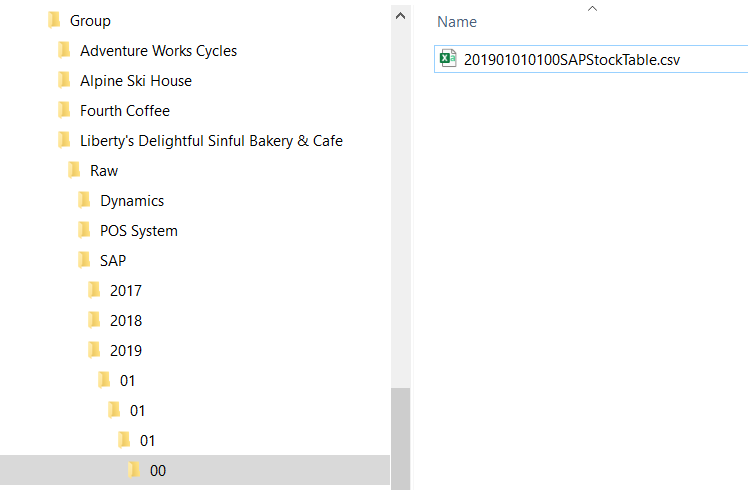 Group
Adventure Works Cycles
Alpine Ski House
Fourth Coffee
Liberty's Delightful Sinful Bakery & Cafe
Raw
Dynamics
POS System
SAP
2017
2018
2019
01
01
01
00
Name
201901010100SAPStockTable.csv